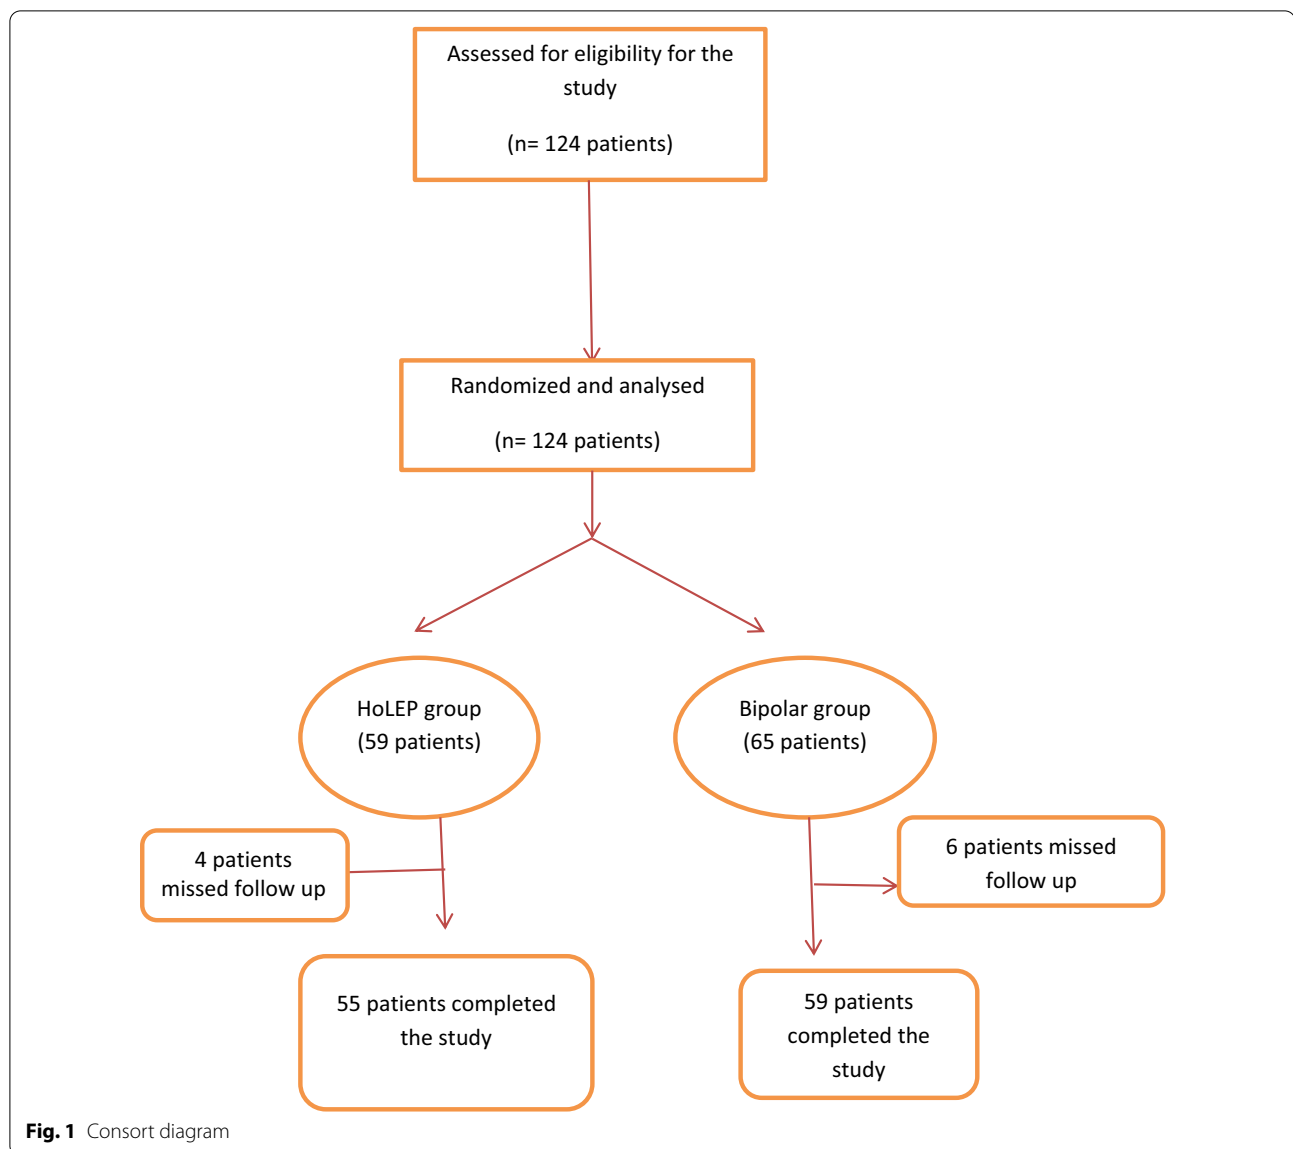 Assessed for eligibility for the
study
(n= 124 patients)
Randomized and analysed
(n= 124 patients)
HoLEP group
(59 patients)
Bipolar group
(65 patients)
4 patients
missed follow up
6 patients missed
follow up
55 patients completed
the study
59 patients
completed the
study
Fig. 1 Consort diagram